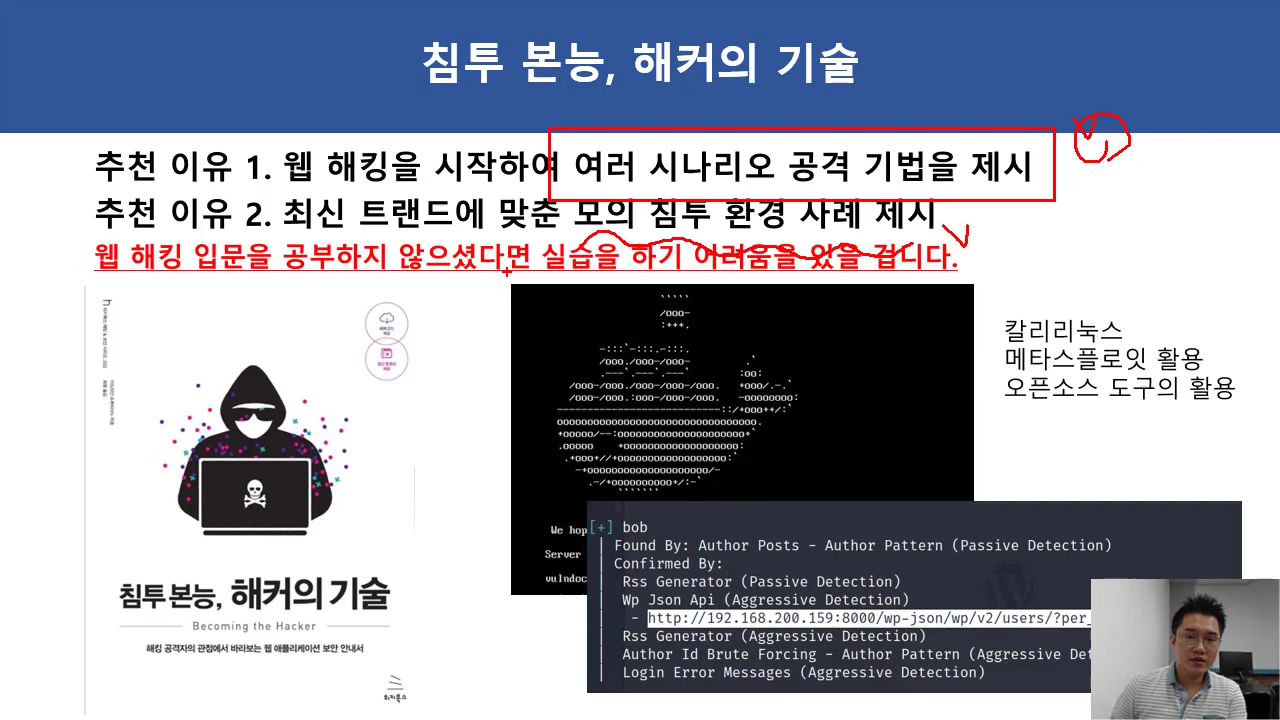 침투 본능, 해커의 기술
추천 이유 1. 웹 해킹을 시작하여 여러 시나리오 공격 기법을 제시
추천 이유 2. 최신 트랜드에 맞춘 모의 침투 환경 사례 제시
웹 해킹 입문을 공부하지 않으셨다면 실습을 하기 어려움을 있을 겁니다.
침투 본능, 해커의 기술
Becoming the Hacker
해킹 공격자의 관점에서 바라보는 웹 애플리케이션 보안 안내서
위키북스
We hop
Server
vulndoc
[+] bob
| Found By: Author Posts - Author Pattern (Passive Detection)
| Confirmed By:
|  Rss Generator (Passive Detection)
|  Wp Json Api (Aggressive Detection)
|   - http://192.168.200.159:8000/wp-json/wp/v2/users/?per_
|  Rss Generator (Aggressive Detection)
|  Author Id Brute Forcing - Author Pattern (Aggressive Det
|  Login Error Messages (Aggressive Detection)
칼리리눅스
메타스플로잇 활용
오픈소스 도구의 활용